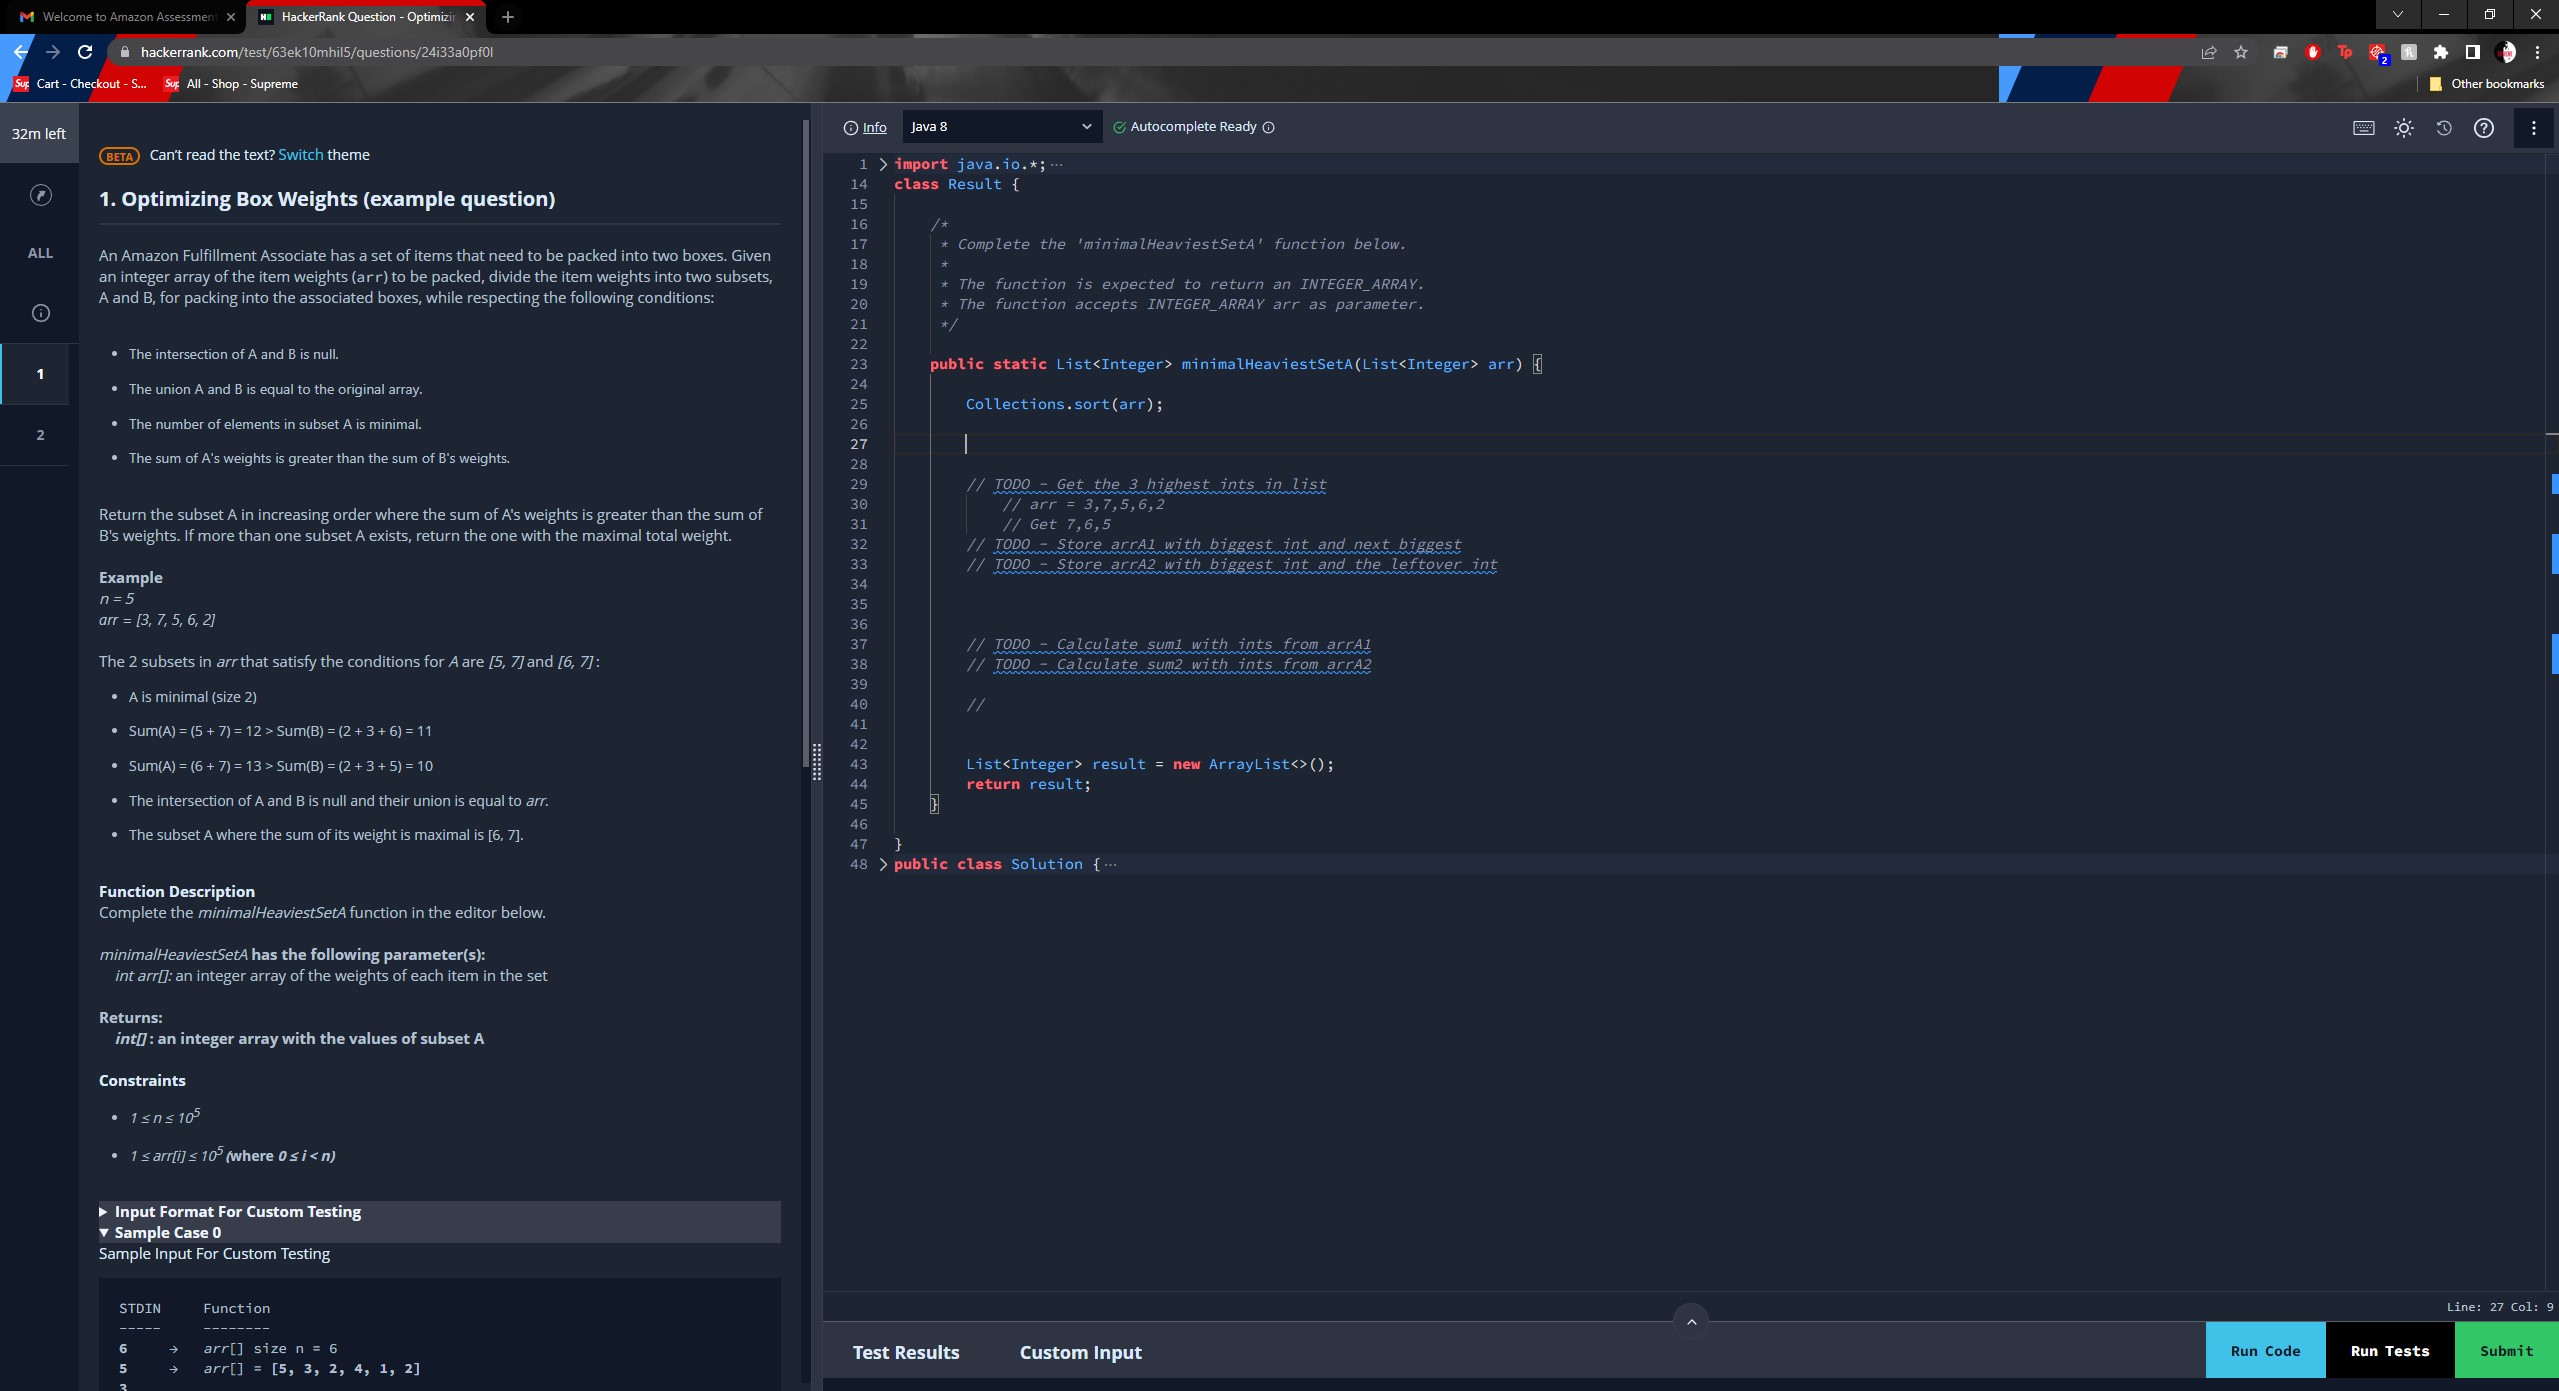 Welcome to Amazon Assessment
HackerRank Question - Optimizin
hackerrank.com/test/63ek10mhil5/questions/24i33a0pf0l
Tp
2
Sup Cart - Checkout - S...
Sup All - Shop - Supreme
Other bookmarks
32m left
ALL
1
2
BETA Can't read the text? Switch theme
1. Optimizing Box Weights (example question)
An Amazon Fulfillment Associate has a set of items that need to be packed into two boxes. Given
an integer array of the item weights (arr) to be packed, divide the item weights into two subsets,
A and B, for packing into the associated boxes, while respecting the following conditions:
• The intersection of A and B is null.
• The union A and B is equal to the original array.
• The number of elements in subset A is minimal.
• The sum of A's weights is greater than the sum of B's weights.
Return the subset A in increasing order where the sum of A's weights is greater than the sum of
B's weights. If more than one subset A exists, return the one with the maximal total weight.
Example
n = 5
arr = [3, 7, 5, 6, 2]
The 2 subsets in arr that satisfy the conditions for A are [5, 7] and [6, 7] :
• A is minimal (size 2)
• Sum(A) = (5 + 7) = 12 > Sum(B) = (2 + 3 + 6) = 11
• Sum(A) = (6 + 7) = 13 > Sum(B) = (2 + 3 + 5) = 10
• The intersection of A and B is null and their union is equal to arr.
• The subset A where the sum of its weight is maximal is [6, 7].
Function Description
Complete the minimalHeaviestSetA function in the editor below.
minimalHeaviestSetA has the following parameter(s):
int arr[]: an integer array of the weights of each item in the set
Returns:
int[] : an integer array with the values of subset A
Constraints
• 1 ≤ n ≤ 10^5
• 1 ≤ arr[i] ≤ 10^5 (where 0 ≤ i < n)
Input Format For Custom Testing
Sample Case 0
Sample Input For Custom Testing
STDIN Function
----- --------
6 → arr[] size n = 6
5 → arr[] = [5, 3, 2, 4, 1, 2]
3
Info Java 8 Autocomplete Ready
1 import java.io.*; ...
14 class Result {
15
16 /*
17 * Complete the 'minimalHeaviestSetA' function below.
18 *
19 * The function is expected to return an INTEGER_ARRAY.
20 * The function accepts INTEGER_ARRAY arr as parameter.
21 */
22
23 public static List<Integer> minimalHeaviestSetA(List<Integer> arr) {
24
25 Collections.sort(arr);
26
27
28
29 // TODO - Get the 3 highest ints in list
30 // arr = 3,7,5,6,2
31 // Get 7,6,5
32 // TODO - Store arrA1 with biggest int and next biggest
33 // TODO - Store arrA2 with biggest int and the leftover int
34
35
36
37 // TODO - Calculate sum1 with ints from arrA1
38 // TODO - Calculate sum2 with ints from arrA2
39
40 //
41
42
43 List<Integer> result = new ArrayList<>();
44 return result;
45 }
46
47 }
48 public class Solution { ...
Line: 27 Col: 9
Test Results Custom Input Run Code Run Tests Submit